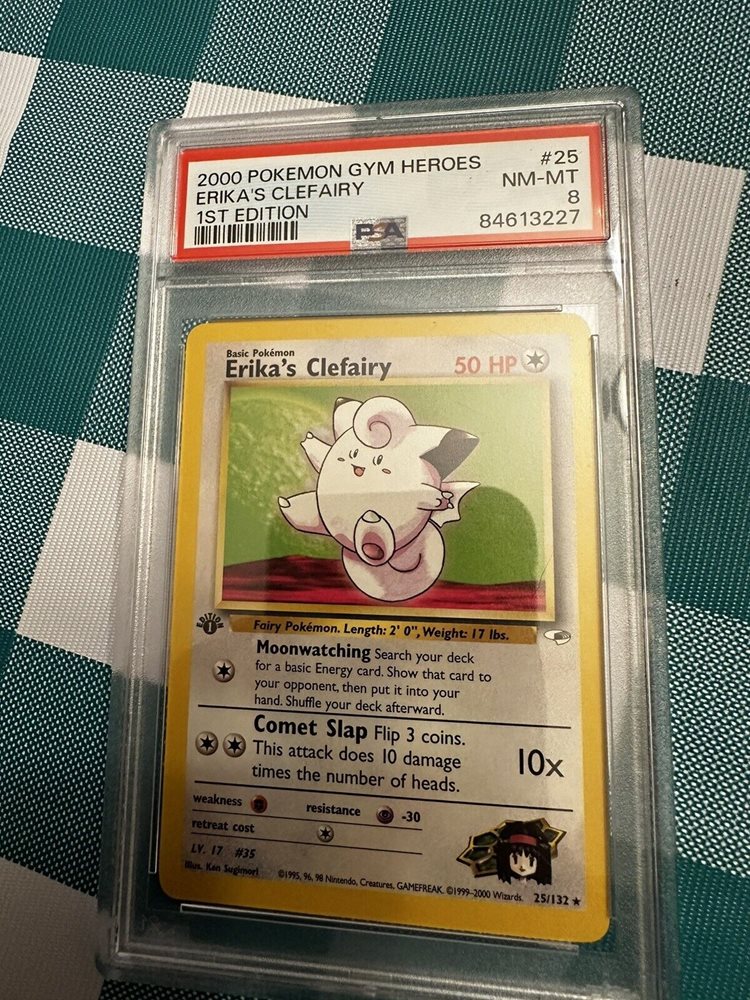 2000 POKEMON GYM HEROES #25
ERIKA'S CLEFAIRY NM-MT
1ST EDITION 8
PSA 84613227
Basic Pokémon
Erika's Clefairy 50 HP
EDITION
1
Fairy Pokémon. Length: 2' 0", Weight: 17 lbs.
Moonwatching Search your deck
for a basic Energy card. Show that card to
your opponent, then put it into your
hand. Shuffle your deck afterward.
Comet Slap Flip 3 coins.
This attack does 10 damage
times the number of heads.
10x
weakness resistance -30
retreat cost
LV. 17 #35
Illus. Ken Sugimori ©1995, 96, 98 Nintendo, Creatures, GAMEFREAK. ©1999-2000 Wizards. 25/132 ★